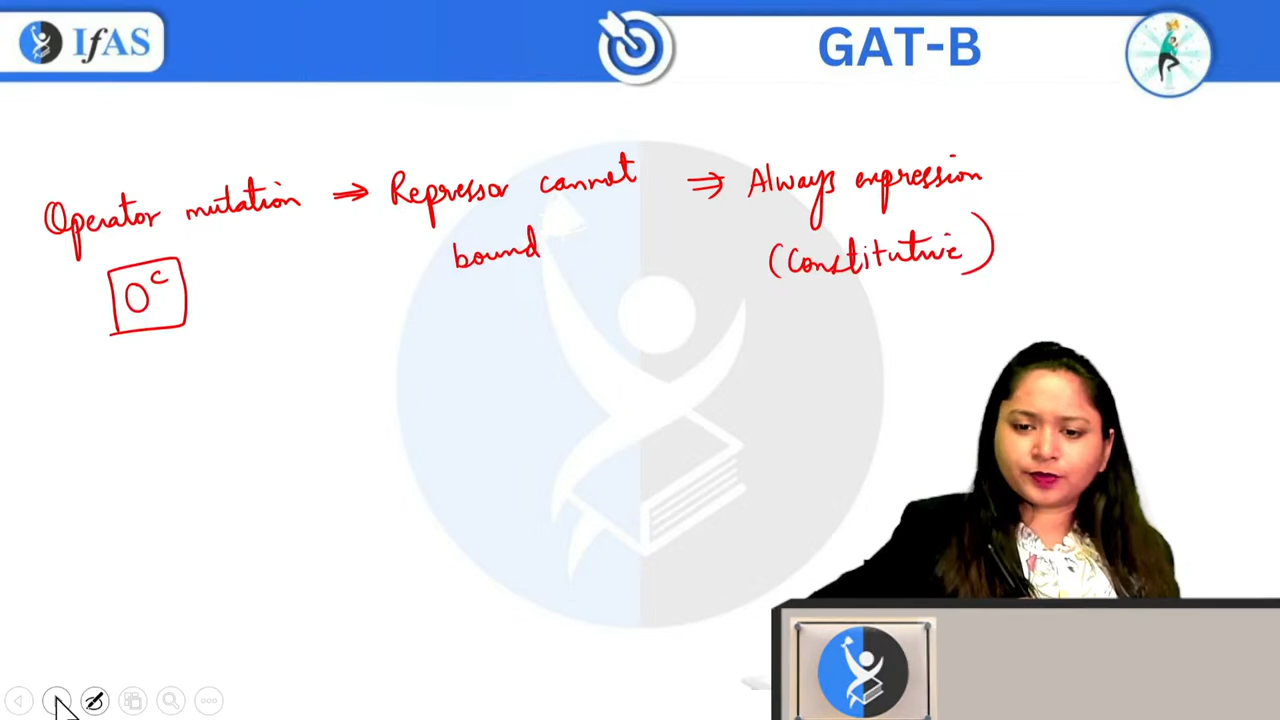 IfAS
GAT-B
Operator mutation ⇒ Repressor cannot ⇒ Always expression
bound (Constitutive)
O^c